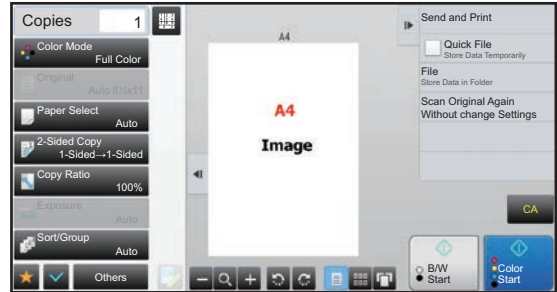 Copies 1
Color Mode
Full Color
Original
Auto 8½x11
Paper Select
Auto
2-Sided Copy
1-Sided→1-Sided
Copy Ratio
100%
Exposure
Auto
Sort/Group
Auto
Others
A4
A4
Image
Send and Print
Quick File
Store Data Temporarily
File
Store Data in Folder
Scan Original Again
Without change Settings
CA
B/W
Start
Color
Start